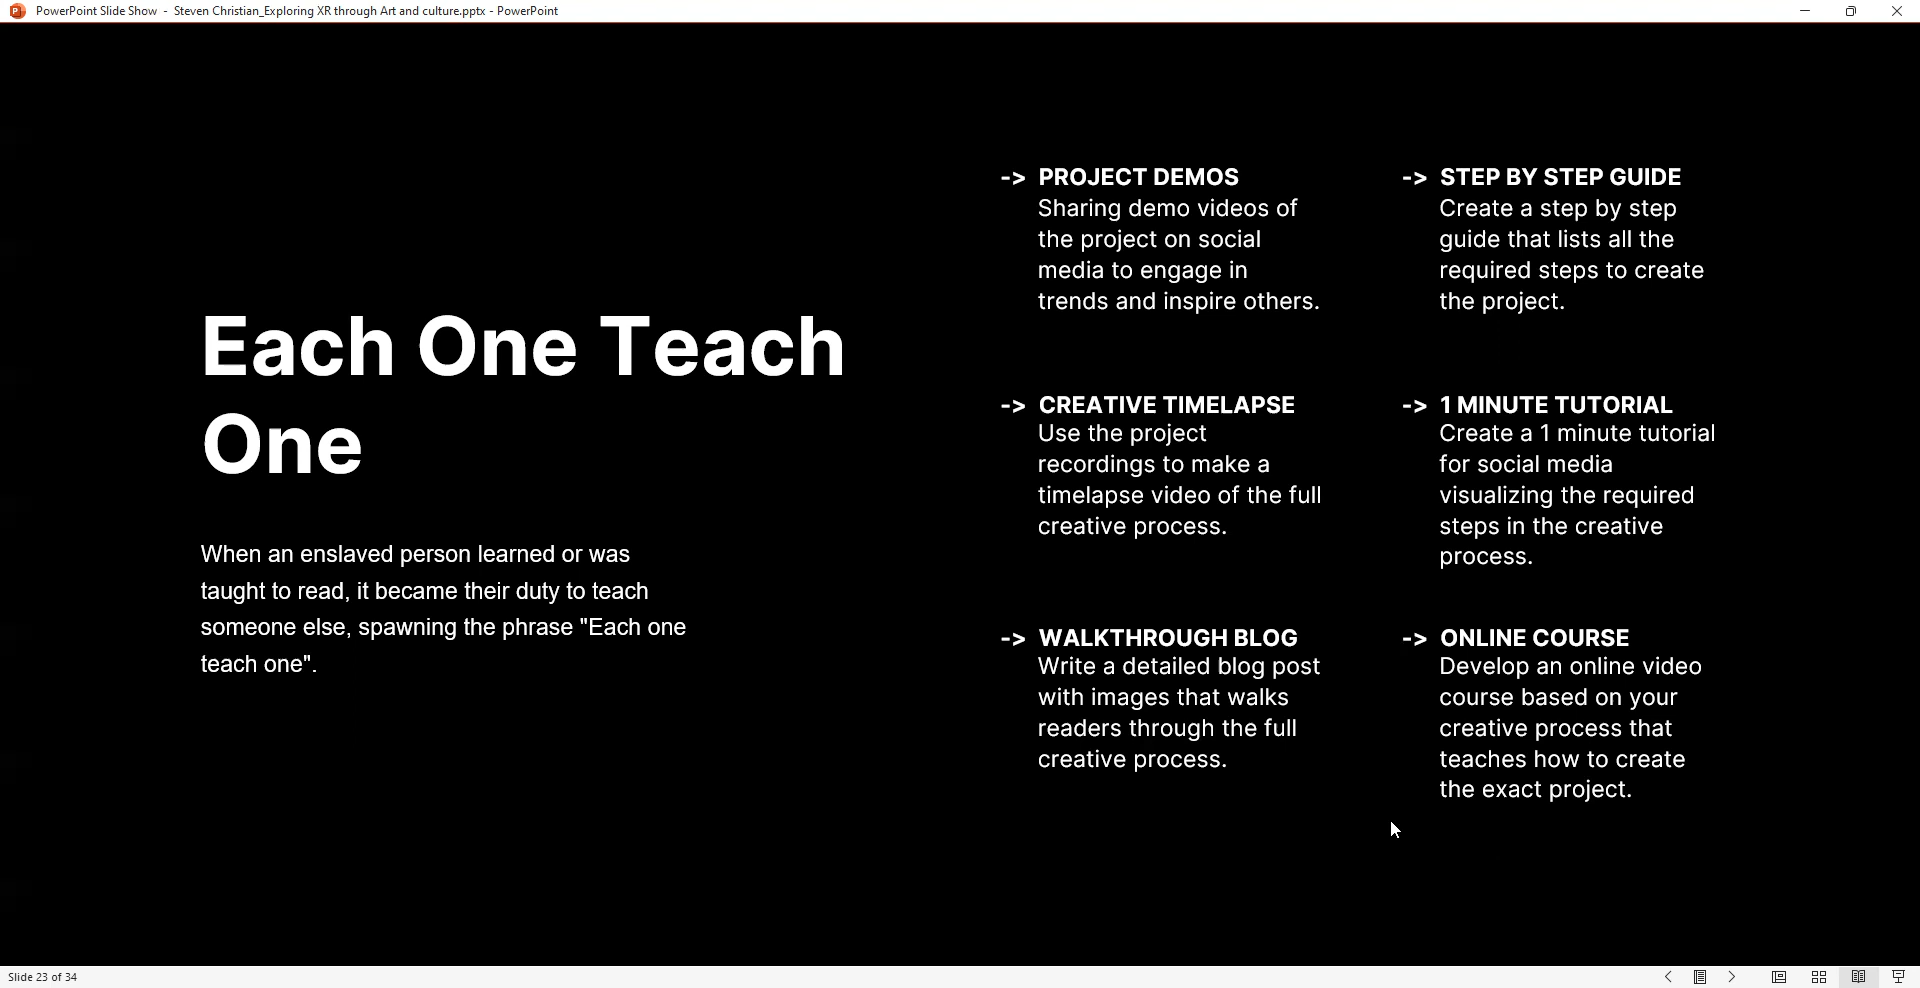 PowerPoint Slide Show - Steven Christian_Exploring XR through Art and culture.pptx - PowerPoint
Each One Teach
One
When an enslaved person learned or was
taught to read, it became their duty to teach
someone else, spawning the phrase "Each one
teach one".
-> PROJECT DEMOS
Sharing demo videos of
the project on social
media to engage in
trends and inspire others.
-> STEP BY STEP GUIDE
Create a step by step
guide that lists all the
required steps to create
the project.
-> CREATIVE TIMELAPSE
Use the project
recordings to make a
timelapse video of the full
creative process.
-> 1 MINUTE TUTORIAL
Create a 1 minute tutorial
for social media
visualizing the required
steps in the creative
process.
-> WALKTHROUGH BLOG
Write a detailed blog post
with images that walks
readers through the full
creative process.
-> ONLINE COURSE
Develop an online video
course based on your
creative process that
teaches how to create
the exact project.
Slide 23 of 34